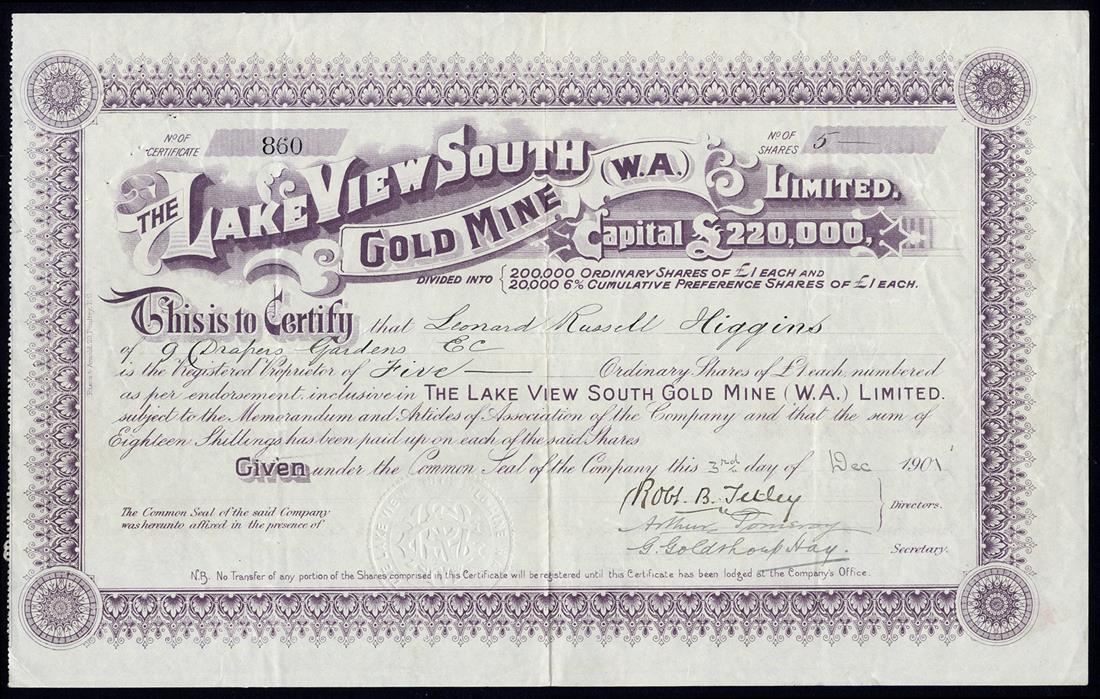 No OF CERTIFICATE 860
No OF SHARES 5
THE LAKE VIEW SOUTH GOLD MINE (W.A.) LIMITED.
Capital £220,000,
DIVIDED INTO { 200,000 ORDINARY SHARES OF £1 EACH AND
20,000 6% CUMULATIVE PREFERENCE SHARES OF £1 EACH.
This is to Certify that Leonard Russell Higgins
of 9 Drapers Gardens EC
is the Registered Proprietor of Five — Ordinary Shares of £1 each, numbered
as per endorsement, inclusive in THE LAKE VIEW SOUTH GOLD MINE (W.A.) LIMITED.
subject to the Memorandum and Articles of Association of the Company and that the sum of
Eighteen Shillings has been paid up on each of the said Shares
Given under the Common Seal of the Company this 3rd day of Dec 1901
The Common Seal of the said Company
was hereunto affixed in the presence of
Robt. B. Tetley
Arthur Pomeroy
Directors.
Hay.
Secretary.
N.B. No Transfer of any portion of the Shares comprised in this Certificate will be registered until this Certificate has been lodged at the Company's Office.